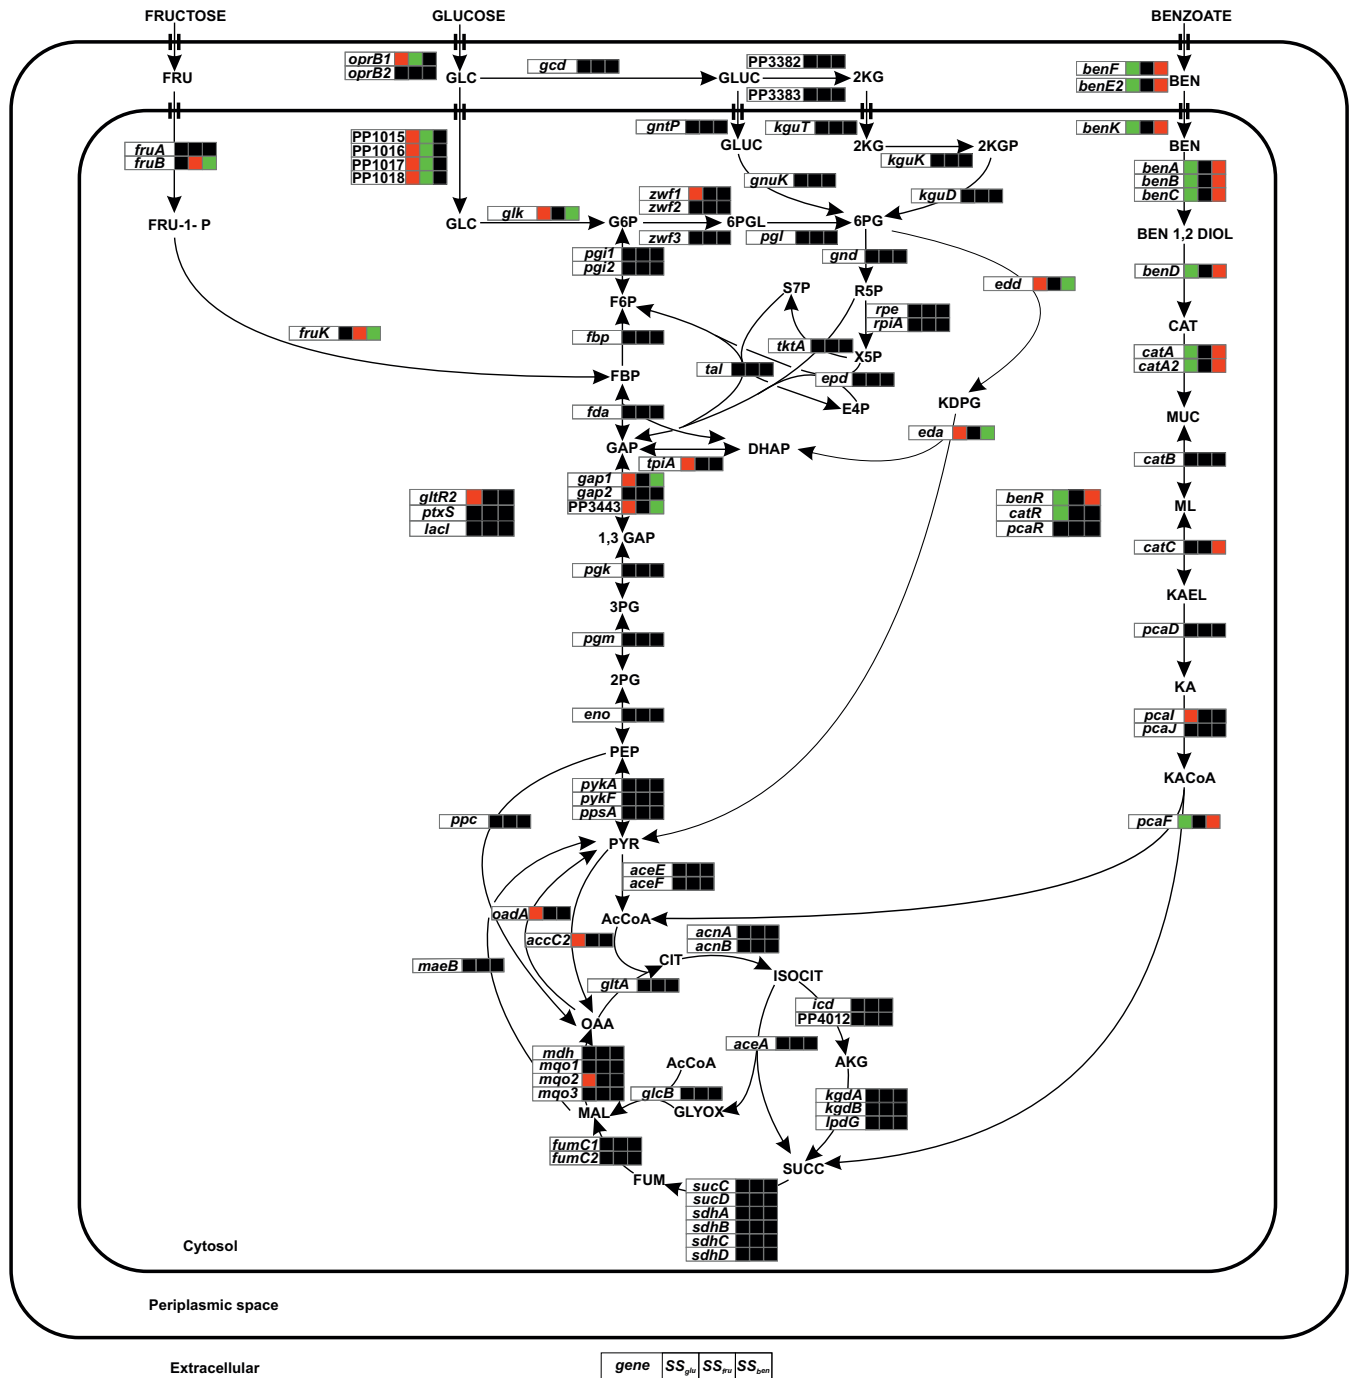 FRUCTOSE GLUCOSE BENZOATE
oprB1 PP3382
oprB2 gcd benF
FRU GLC GLUC 2KG benE2 BEN
PP3383
gntP kguT benK
PP1015 GLUC 2KG 2KGP BEN
fruA PP1016 kguK
fruB PP1017 benA
PP1018 gnuK benB
zwf1 kguD benC
zwf2
FRU-1- P GLC glk G6P 6PGL 6PG BEN 1,2 DIOL
zwf3 pgl
pgi1 gnd
pgi2 benD
S7P R5P edd
F6P rpe
rpiA CAT
fruK fbp tktA catA
X5P catA2
tal epd
FBP
E4P KDPG
fda MUC
eda
GAP DHAP
tpiA catB
gap1
gltR2 gap2 benR
ptxS PP3443 catR ML
lacI pcaR
1,3 GAP catC
pgk
KAEL
3PG
pgm pcaD
2PG KA
eno pcaI
pcaJ
PEP
KACoA
pykA
pykF
ppsA
ppc pcaF
PYR
aceE
aceF
oadA AcCoA
accC2 acnA
acnB
maeB CIT
ISOCIT
gltA
icd
OAA PP4012
aceA
mdh
mqo1 AcCoA AKG
mqo2
mqo3 glcB kgdA
MAL GLYOX kgdB
lpdG
fumC1
fumC2
SUCC
FUM sucC
sucD
sdhA
sdhB
sdhC
Cytosol sdhD
Periplasmic space
Extracellular gene SSglu SSfru SSben